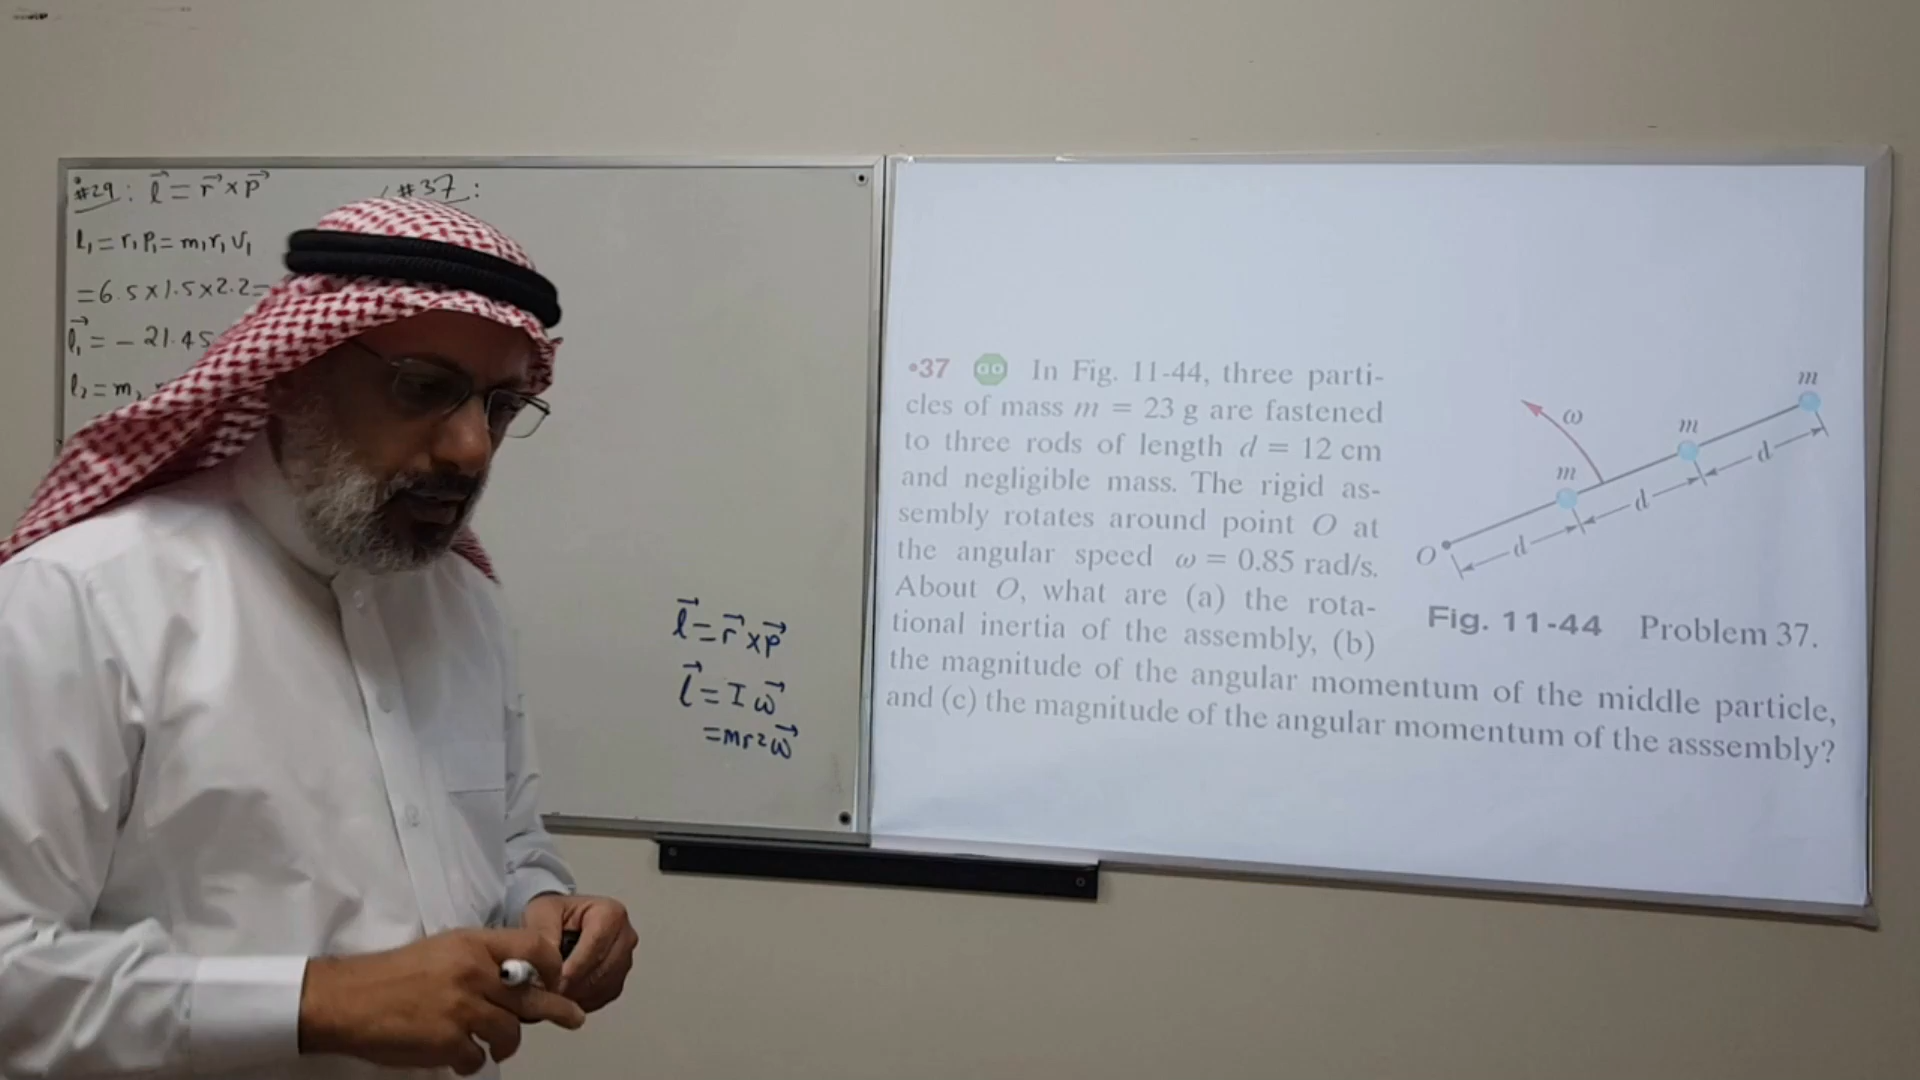 #29: l⃗ = r⃗ × p⃗
l₁ = r₁P₁ = m₁r₁v₁
= 6.5 × 1.5 × 2.2 =
l⃗₁ = − 21.45
l₂ = m₂
#37:
l⃗ = r⃗ × p⃗
l⃗ = I ω⃗
= mr²ω⃗
•37 GO In Fig. 11-44, three parti-
cles of mass m = 23 g are fastened
to three rods of length d = 12 cm
and negligible mass. The rigid as-
sembly rotates around point O at
the angular speed ω = 0.85 rad/s.
About O, what are (a) the rota-
tional inertia of the assembly, (b)
the magnitude of the angular momentum of the middle particle,
and (c) the magnitude of the angular momentum of the asssembly?
m
ω
m
m
d
d
d
O
Fig. 11-44 Problem 37.